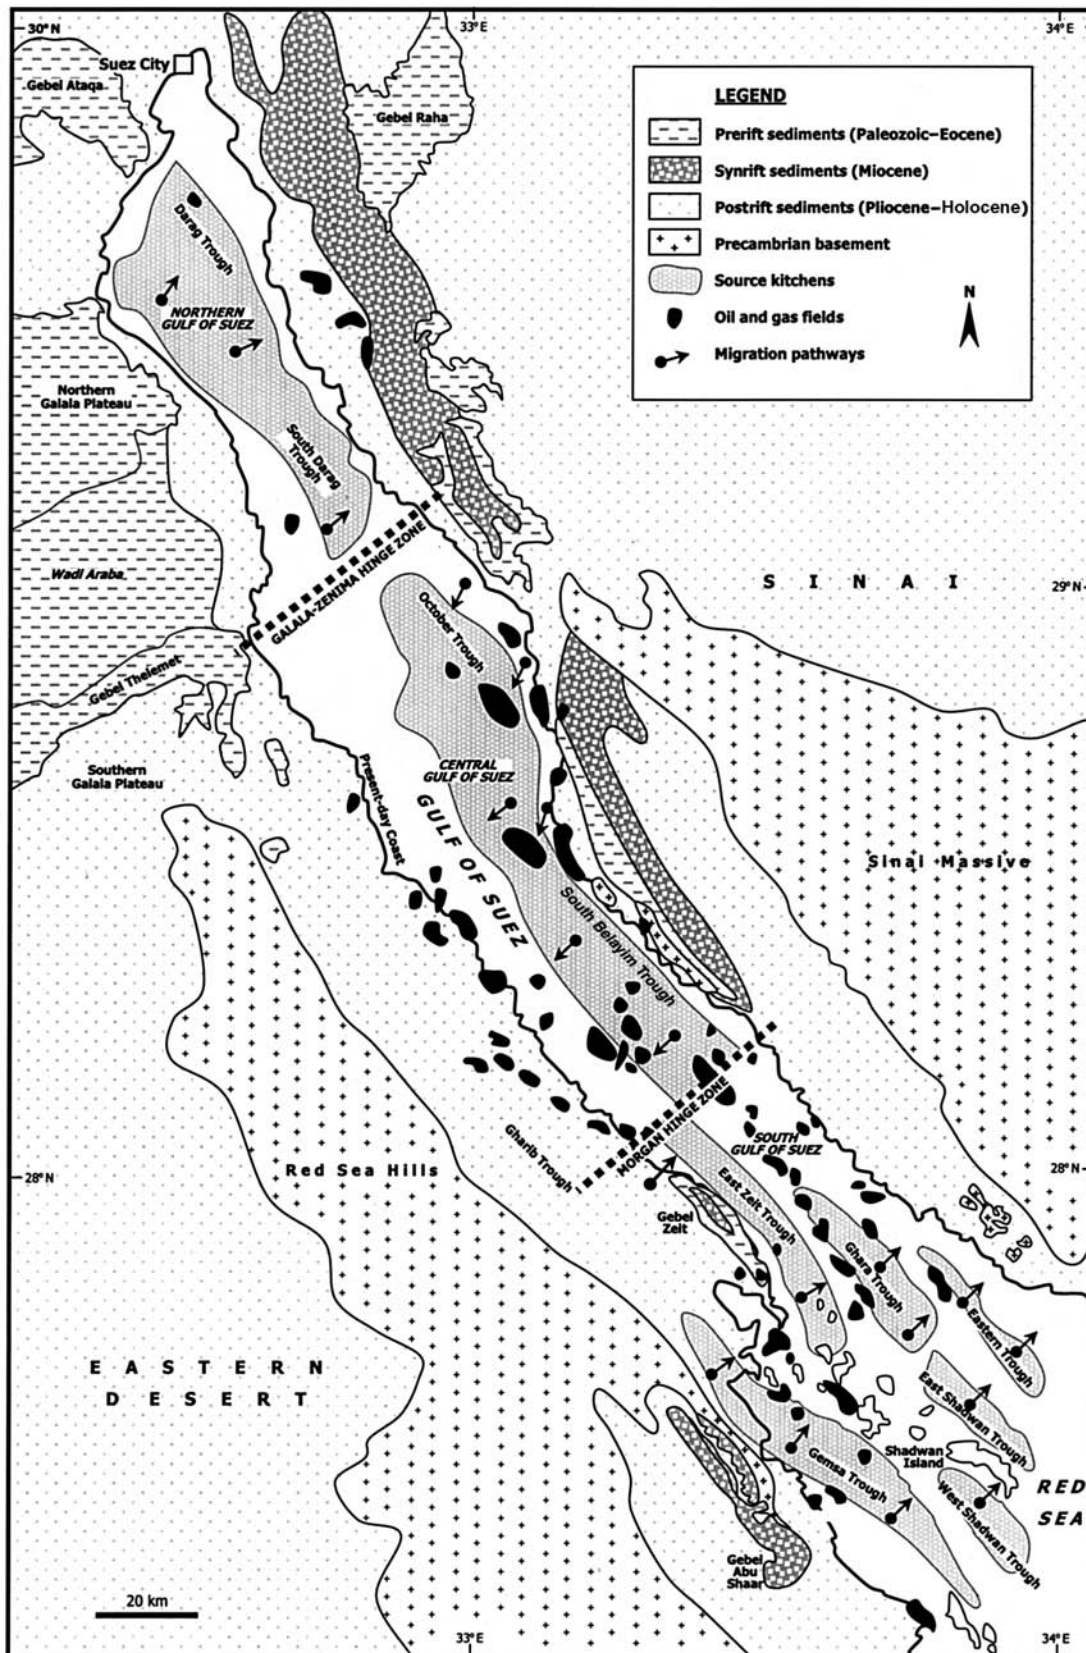 30°N
33°E
34°E
Suez City
Gebel Ataqa
Gebel Raha
LEGEND
Prerift sediments (Paleozoic–Eocene)
Synrift sediments (Miocene)
Postrift sediments (Pliocene–Holocene)
Precambrian basement
Source kitchens
Oil and gas fields
Migration pathways
N
Darag Trough
NORTHERN
GULF OF SUEZ
Northern
Galala Plateau
South Darag
Trough
Wadi Araba
GALALA-ZENIMA HINGE ZONE
SINAI
29°N
October Trough
Gebel Thelemet
Southern
Galala Plateau
Present-day Coast
CENTRAL
GULF OF SUEZ
GULF OF SUEZ
Sinai Massive
South Belayim Trough
MORGAN HINGE ZONE
Gharib Trough
Red Sea Hills
SOUTH
GULF OF SUEZ
28°N
28°N
East Zeit Trough
Gebel
Zeit
Ghara Trough
Eastern Trough
EASTERN
DESERT
East Shadwan Trough
Shadwan
Island
Gemsa Trough
West Shadwan Trough
RED
SEA
Gebel
Abu
Shaar
20 km
33°E
34°E